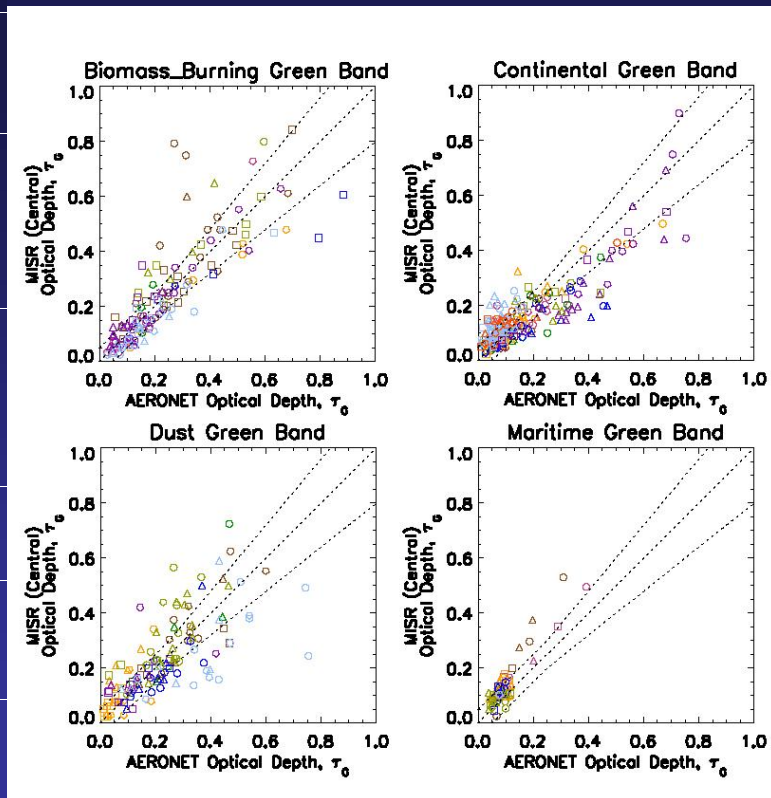 Biomass_Burning Green Band
1.0
0.8
0.6
0.4
0.2
0.0
MISR (Central)
Optical Depth, τG
0.0 0.2 0.4 0.6 0.8 1.0
AERONET Optical Depth, τG
Continental Green Band
1.0
0.8
0.6
0.4
0.2
0.0
MISR (Central)
Optical Depth, τG
0.0 0.2 0.4 0.6 0.8 1.0
AERONET Optical Depth, τG
Dust Green Band
1.0
0.8
0.6
0.4
0.2
0.0
MISR (Central)
Optical Depth, τG
0.0 0.2 0.4 0.6 0.8 1.0
AERONET Optical Depth, τG
Maritime Green Band
1.0
0.8
0.6
0.4
0.2
0.0
MISR (Central)
Optical Depth, τG
0.0 0.2 0.4 0.6 0.8 1.0
AERONET Optical Depth, τG